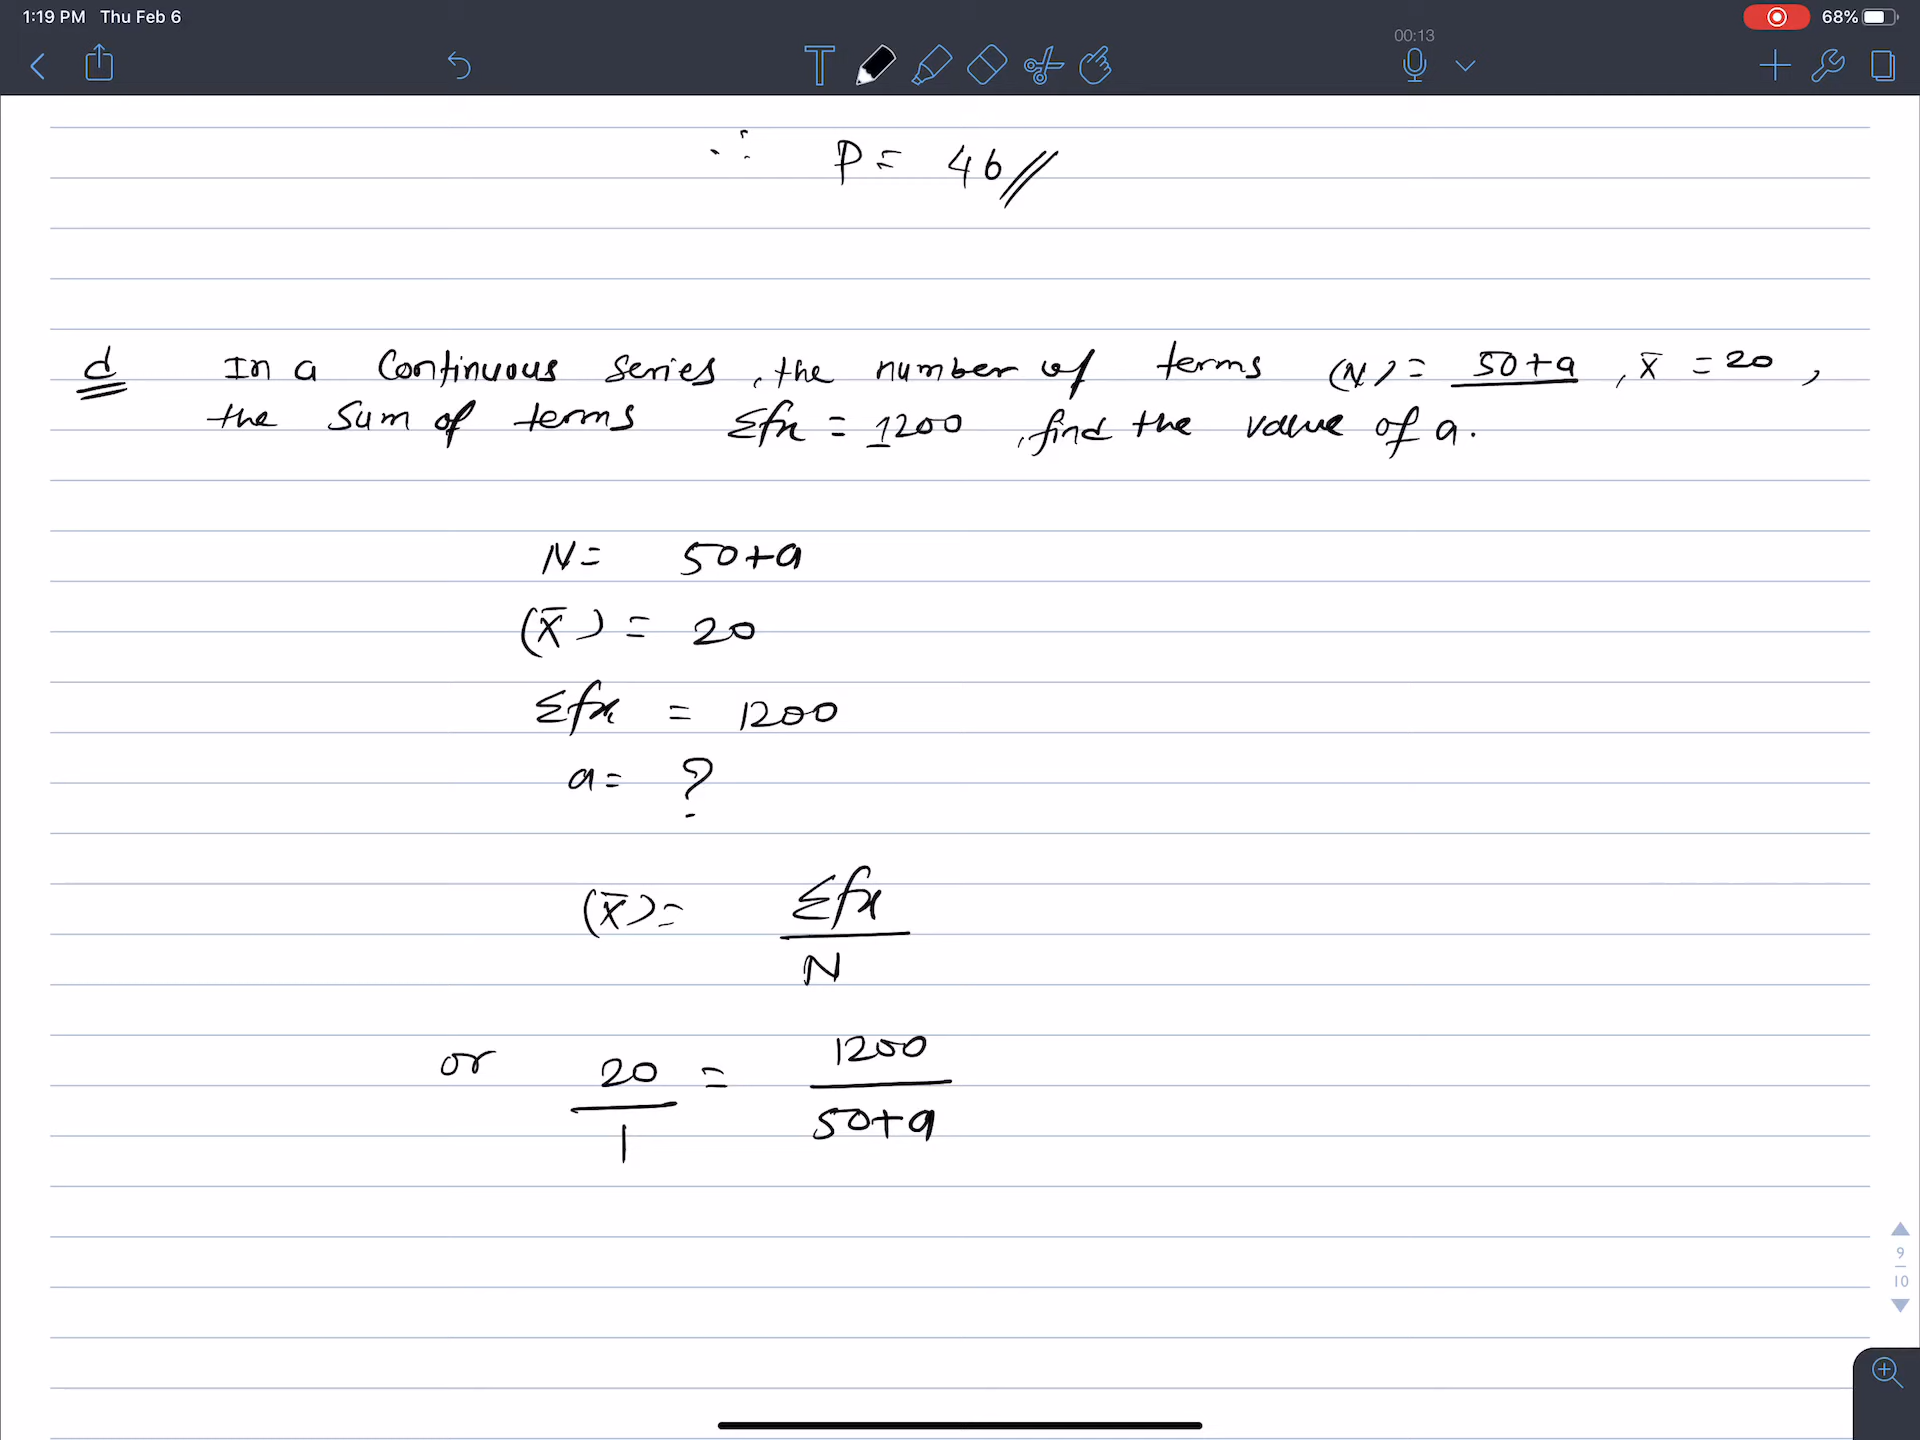 1:19 PM Thu Feb 6
68%
00:13
∴ P = 46//
d In a continuous series, the number of terms (N) = 50+a, x̄ = 20,
the sum of terms Σfx = 1200, find the value of a.
N = 50+a
(x̄) = 20
Σfx = 1200
a = ?
(x̄) = Σfx / N
or 20/1 = 1200 / 50+a
9
10